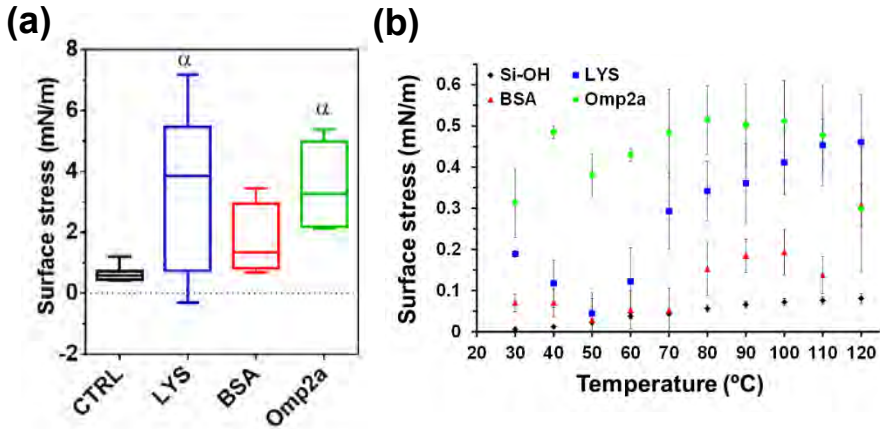 (a)
8
6
4
2
0
-2
Surface stress (mN/m)
α
α
CTRL
LYS
BSA
Omp2a
(b)
Si-OH LYS
BSA Omp2a
0.6
0.5
0.4
0.3
0.2
0.1
0
Surface stress (mN/m)
20 30 40 50 60 70 80 90 100 110 120
Temperature (ºC)